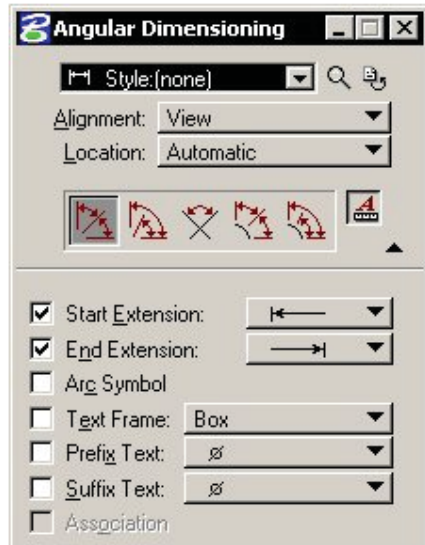 Angular Dimensioning
Style:(none)
Alignment: View
Location: Automatic
A
Start Extension:
End Extension:
Arc Symbol
Text Frame: Box
Prefix Text: ø
Suffix Text: ø
Association